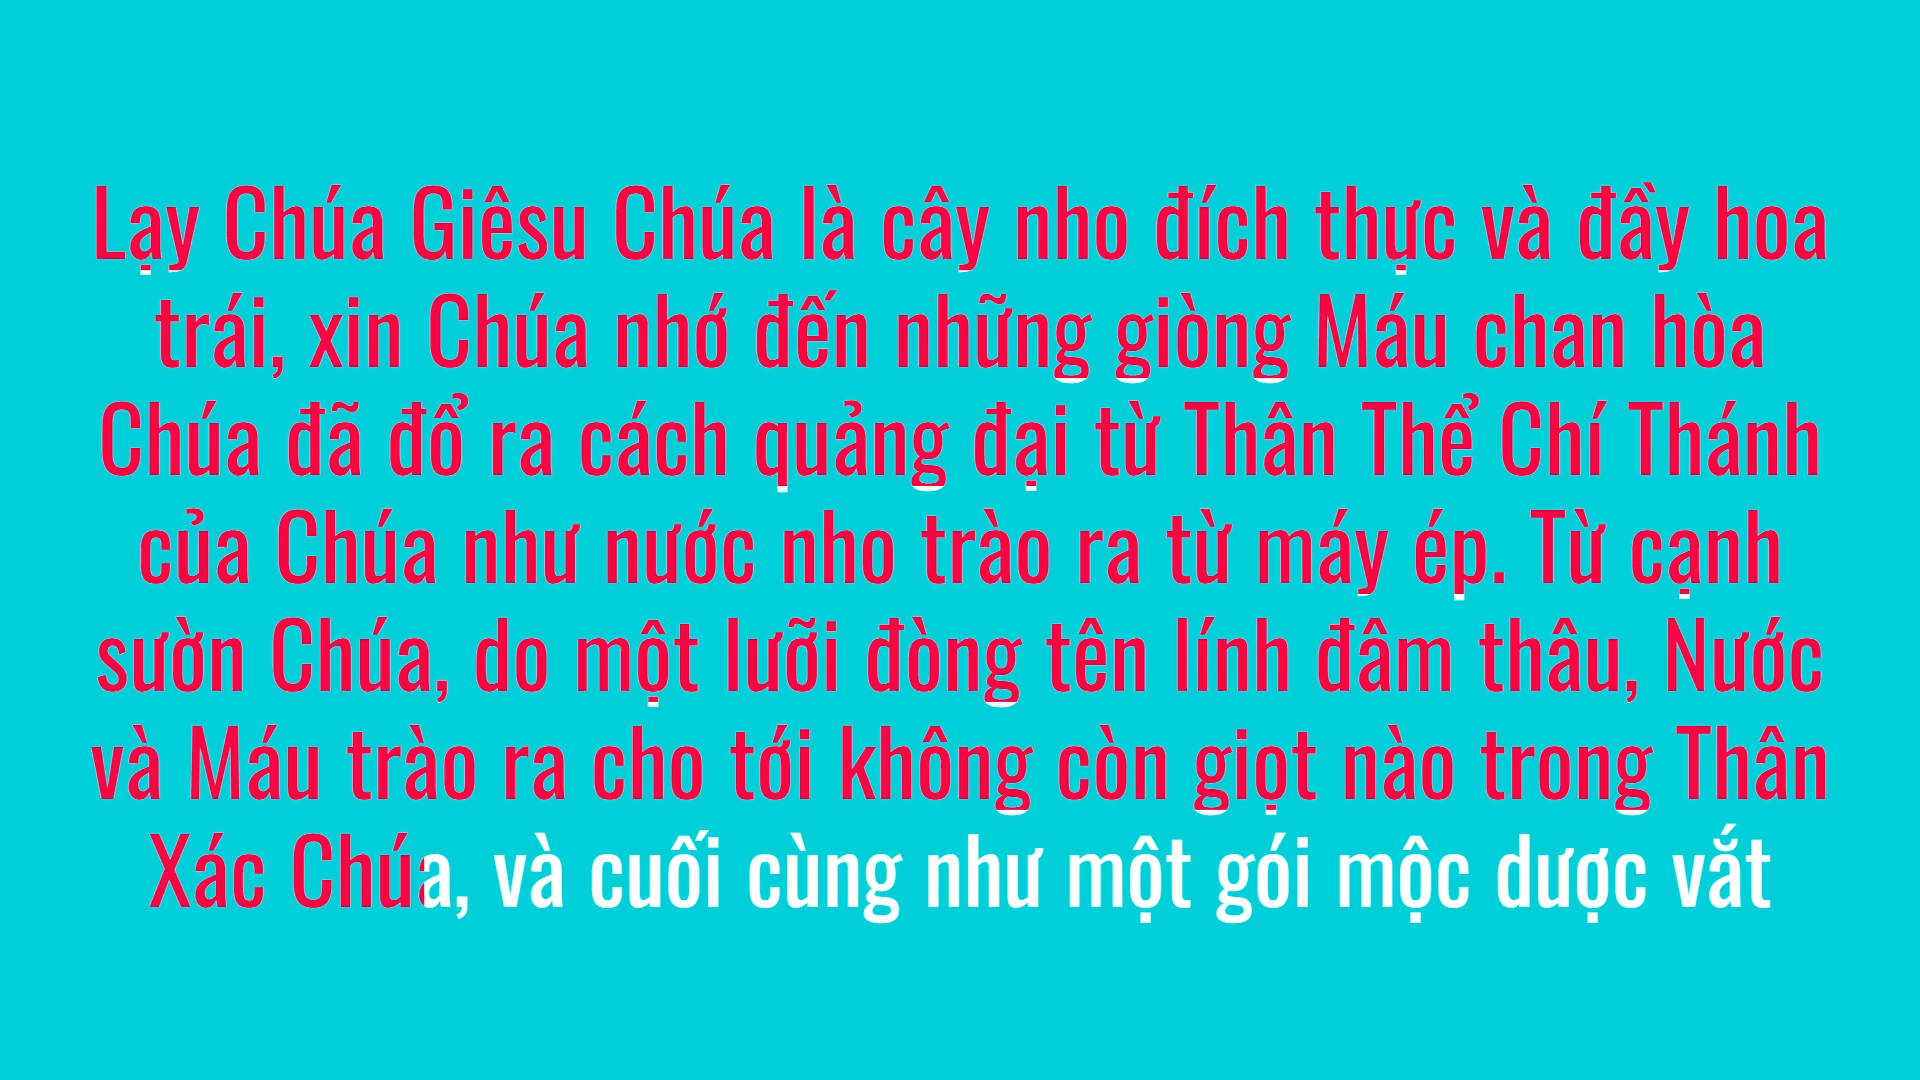 Lạy Chúa Giêsu Chúa là cây nho đích thực và đầy hoa
trái, xin Chúa nhớ đến những giòng Máu chan hòa
Chúa đã đổ ra cách quảng đại từ Thân Thể Chí Thánh
của Chúa như nước nho trào ra từ máy ép. Từ cạnh
sườn Chúa, do một lưỡi đòng tên lính đâm thâu, Nước
và Máu trào ra cho tới không còn giọt nào trong Thân
Xác Chúa, và cuối cùng như một gói mộc dược vắt